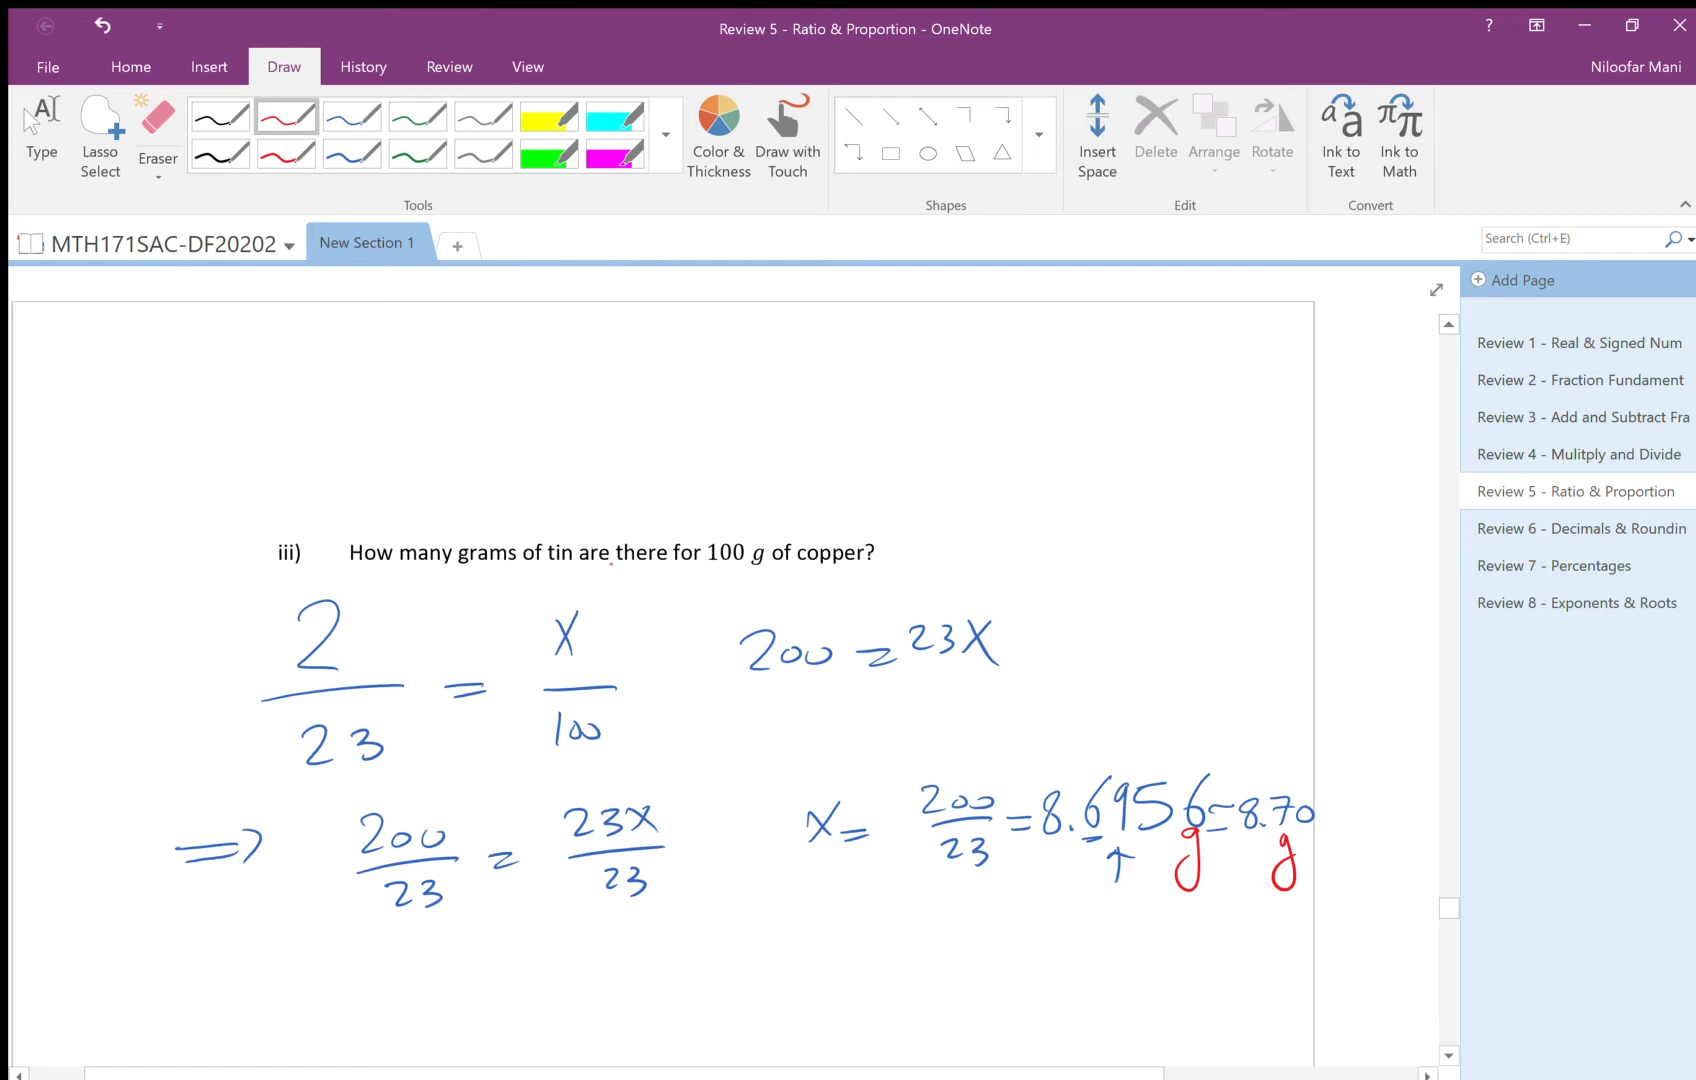 Review 5 - Ratio & Proportion - OneNote
?
File Home Insert Draw History Review View
Niloofar Mani
Type
Lasso Select
Eraser
Color & Thickness
Draw with Touch
Insert Space
Delete
Arrange
Rotate
Ink to Text
Ink to Math
Tools
Shapes
Edit
Convert
MTH171SAC-DF20202
New Section 1
+
Search (Ctrl+E)
Add Page
Review 1 - Real & Signed Num
Review 2 - Fraction Fundament
Review 3 - Add and Subtract Fra
Review 4 - Mulitply and Divide
Review 5 - Ratio & Proportion
Review 6 - Decimals & Roundin
Review 7 - Percentages
Review 8 - Exponents & Roots
iii) How many grams of tin are there for 100 g of copper?
2/23 = x/100
200 = 23x
⟹ 200/23 = 23x/23
x = 200/23 = 8.6956 g = 8.70 g